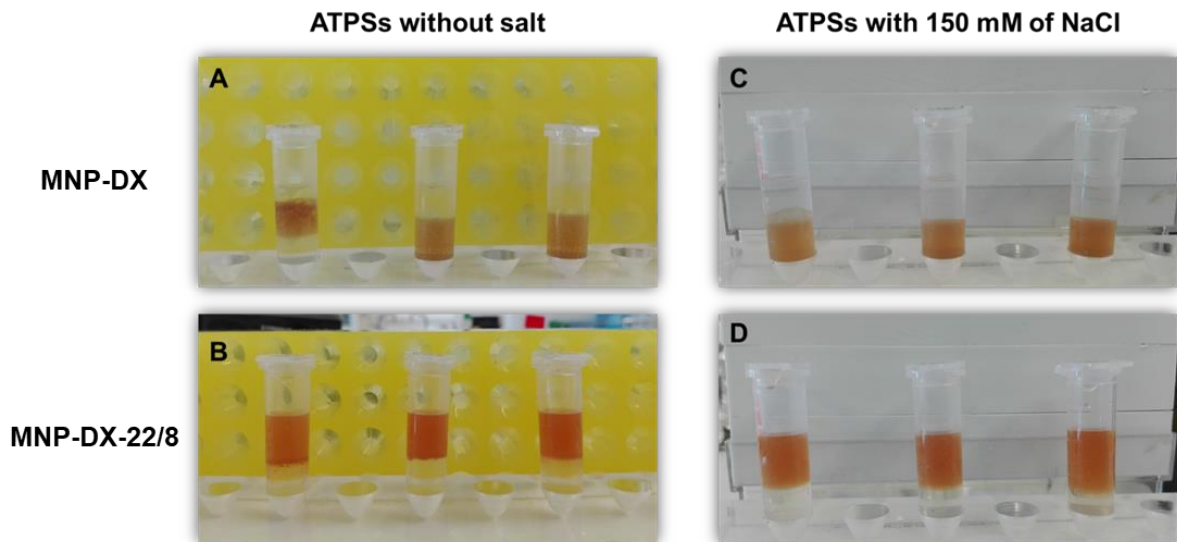 ATPSs without salt
ATPSs with 150 mM of NaCl
MNP-DX
A
C
MNP-DX-22/8
B
D